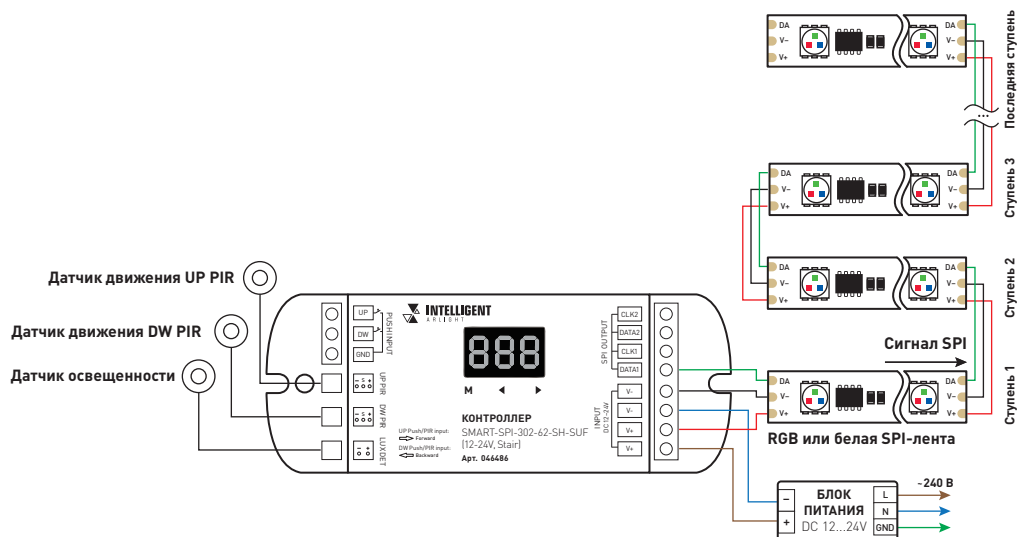 DA
V–
V+
DA
V–
V+
Последняя ступень
...
DA
V–
V+
DA
V–
V+
Ступень 3
DA
V–
V+
DA
V–
V+
Ступень 2
Сигнал SPI
DA
V–
V+
DA
V–
V+
Ступень 1
RGB или белая SPI-лента
Датчик движения UP PIR
Датчик движения DW PIR
Датчик освещенности
UP
DW
GND
PUSH INPUT
UP PIR
DW PIR
LUX DET
S
S
– +
INTELLIGENT
ARLIGHT
888
M
КОНТРОЛЛЕР
SMART-SPI-302-62-SH-SUF
(12-24V, Stair)
Арт. 046486
UP Push/PIR input:
Forward
DW Push/PIR input:
Backward
SPI OUTPUT
CLK2
DATA2
CLK1
DATA1
INPUT
DC12-24V
V-
V-
V+
V+
БЛОК
ПИТАНИЯ
DC 12...24V
–
+
L
N
GND
~240 В